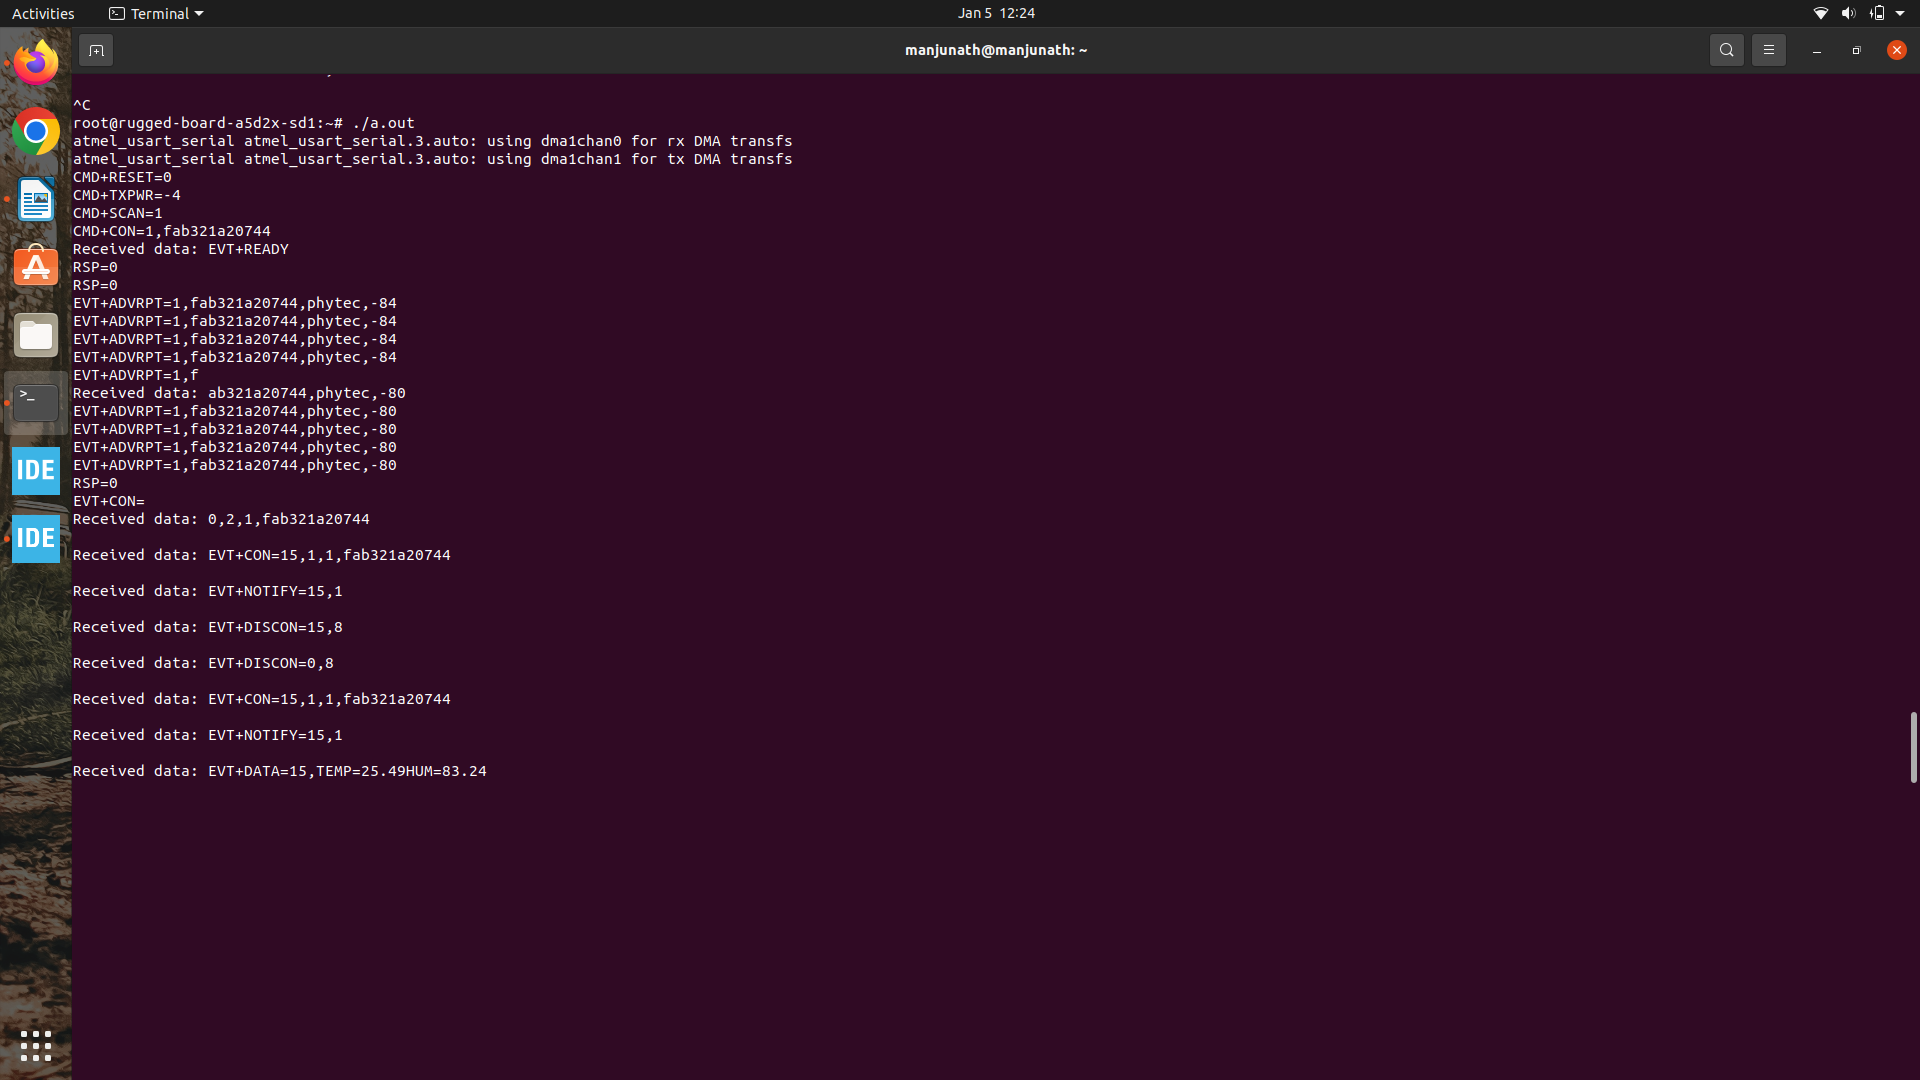 Activities
Terminal
Jan 5 12:24
manjunath@manjunath: ~
^C
root@rugged-board-a5d2x-sd1:~# ./a.out
atmel_usart_serial atmel_usart_serial.3.auto: using dma1chan0 for rx DMA transfs
atmel_usart_serial atmel_usart_serial.3.auto: using dma1chan1 for tx DMA transfs
CMD+RESET=0
CMD+TXPWR=-4
CMD+SCAN=1
CMD+CON=1,fab321a20744
Received data: EVT+READY
RSP=0
RSP=0
EVT+ADVRPT=1,fab321a20744,phytec,-84
EVT+ADVRPT=1,fab321a20744,phytec,-84
EVT+ADVRPT=1,fab321a20744,phytec,-84
EVT+ADVRPT=1,fab321a20744,phytec,-84
EVT+ADVRPT=1,f
Received data: ab321a20744,phytec,-80
EVT+ADVRPT=1,fab321a20744,phytec,-80
EVT+ADVRPT=1,fab321a20744,phytec,-80
EVT+ADVRPT=1,fab321a20744,phytec,-80
EVT+ADVRPT=1,fab321a20744,phytec,-80
RSP=0
EVT+CON=
Received data: 0,2,1,fab321a20744
Received data: EVT+CON=15,1,1,fab321a20744
Received data: EVT+NOTIFY=15,1
Received data: EVT+DISCON=15,8
Received data: EVT+DISCON=0,8
Received data: EVT+CON=15,1,1,fab321a20744
Received data: EVT+NOTIFY=15,1
Received data: EVT+DATA=15,TEMP=25.49HUM=83.24
>_
IDE
IDE